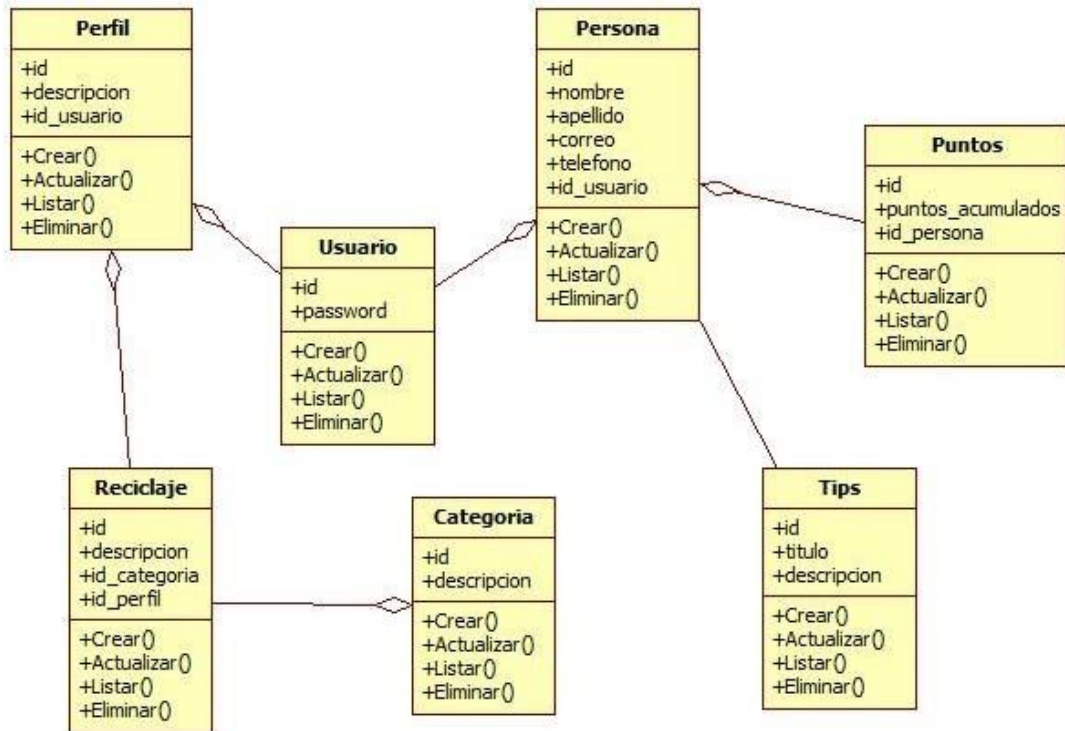 Perfil
+id
+descripcion
+id_usuario
+Crear()
+Actualizar()
+Listar()
+Eliminar()
Persona
+id
+nombre
+apellido
+correo
+telefono
+id_usuario
+Crear()
+Actualizar()
+Listar()
+Eliminar()
Puntos
+id
+puntos_acumulados
+id_persona
+Crear()
+Actualizar()
+Listar()
+Eliminar()
Usuario
+id
+password
+Crear()
+Actualizar()
+Listar()
+Eliminar()
Reciclaje
+id
+descripcion
+id_categoria
+id_perfil
+Crear()
+Actualizar()
+Listar()
+Eliminar()
Categoria
+id
+descripcion
+Crear()
+Actualizar()
+Listar()
+Eliminar()
Tips
+id
+titulo
+descripcion
+Crear()
+Actualizar()
+Listar()
+Eliminar()